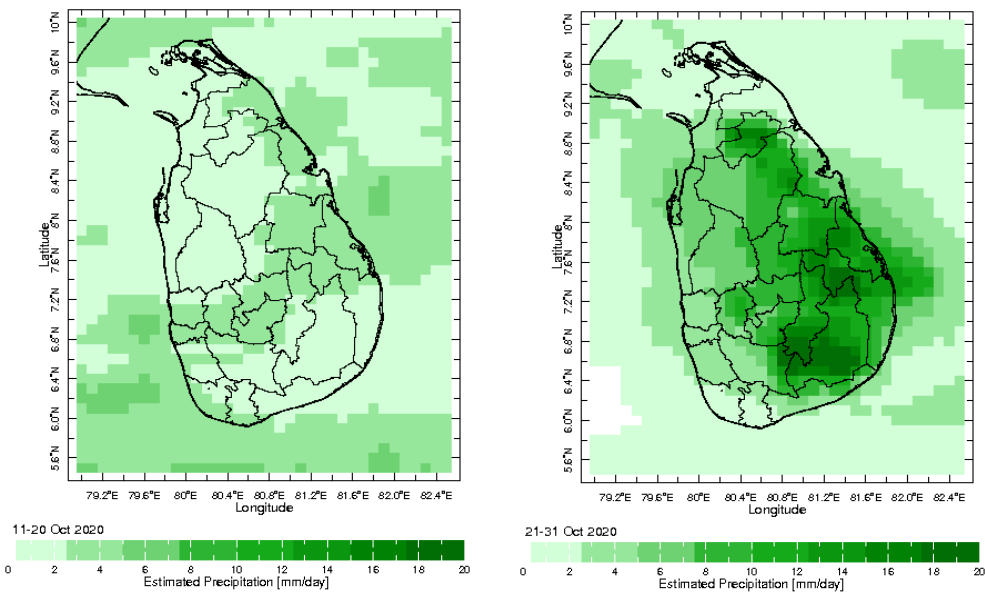 10°N
9.6°N
9.2°N
8.8°N
8.4°N
8°N
7.6°N
7.2°N
6.8°N
6.4°N
6.0°N
5.6°N
Latitude
79.2°E 79.6°E 80°E 80.4°E 80.8°E 81.2°E 81.6°E 82.0°E 82.4°E
Longitude
11-20 Oct 2020
0 2 4 6 8 10 12 14 16 18 20
Estimated Precipitation [mm/day]
10°N
9.6°N
9.2°N
8.8°N
8.4°N
8°N
7.6°N
7.2°N
6.8°N
6.4°N
6.0°N
5.6°N
Latitude
79.2°E 79.6°E 80°E 80.4°E 80.8°E 81.2°E 81.6°E 82.0°E 82.4°E
Longitude
21-31 Oct 2020
0 2 4 6 8 10 12 14 16 18 20
Estimated Precipitation [mm/day]